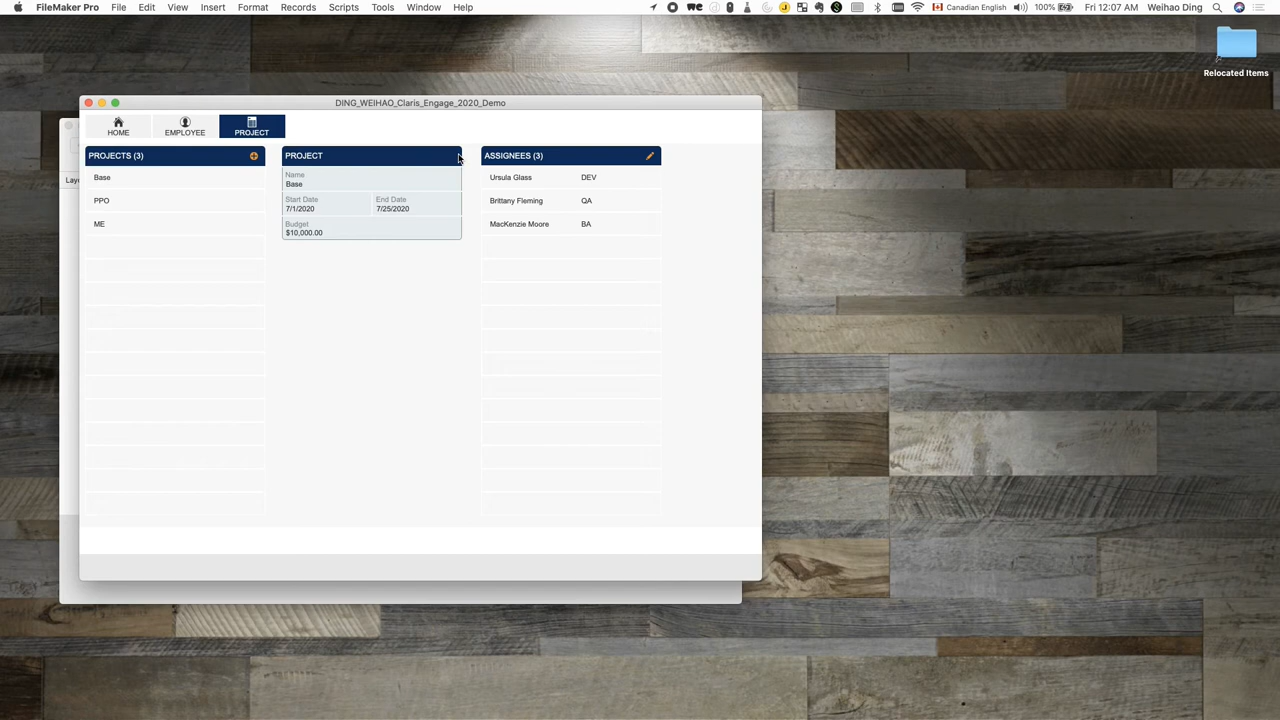 FileMaker Pro File Edit View Insert Format Records Scripts Tools Window Help 100% Canadian English Fri 12:07 AM Weihao Ding
Relocated Items
DING_WEIHAO_Claris_Engage_2020_Demo
HOME EMPLOYEE PROJECT
PROJECTS (3) PROJECT ASSIGNEES (3)
Base Name Ursula Glass DEV
Base
Layo
PPO Start Date End Date Brittany Fleming QA
7/1/2020 7/25/2020
ME Budget MacKenzie Moore BA
$10,000.00